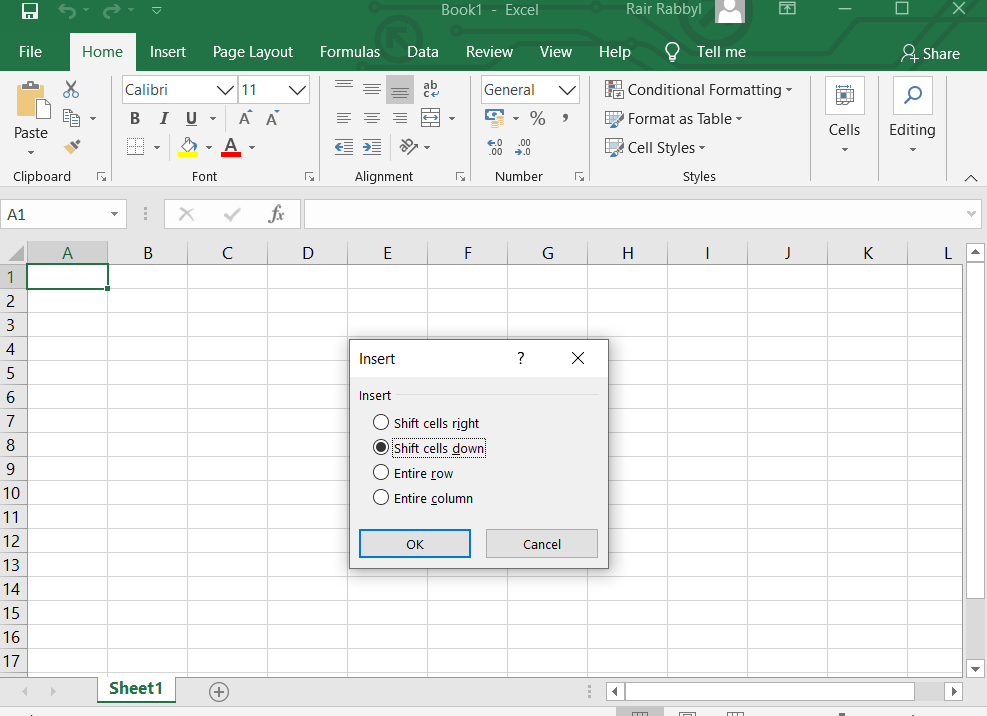 Book1 - Excel
Rair Rabbyl
File Home Insert Page Layout Formulas Data Review View Help Tell me Share
Calibri 11 ab General Conditional Formatting
Paste B I U A A % , Format as Table Cells Editing
A .00 .00 Cell Styles
Clipboard Font Alignment Number Styles
A1 fx
A B C D E F G H I J K L
1
2
3
4
Insert ?
5
6
Insert
7
Shift cells right
8
Shift cells down
9
Entire row
10
Entire column
11
12
OK Cancel
13
14
15
16
17
Sheet1